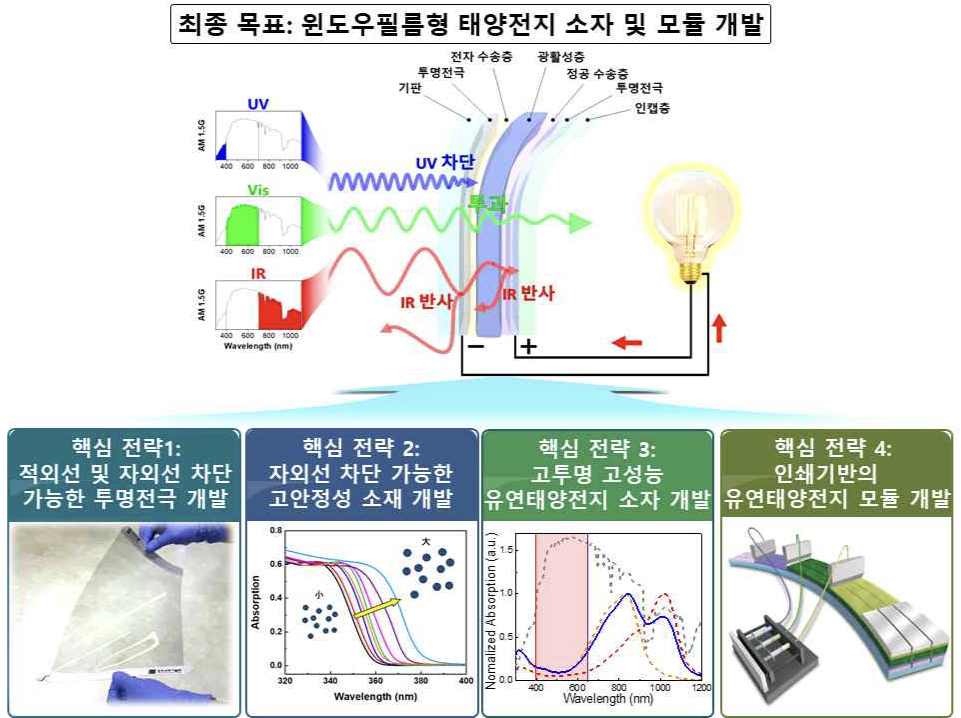 최종 목표: 윈도우필름형 태양전지 소자 및 모듈 개발
전자 수송층
광활성층
투명전극
정공 수송층
기판
투명전극
인캡층
UV
AM 1.5G
400 600 800 1000
UV 차단
Vis
AM 1.5G
400 600 800 1000
투과
IR
AM 1.5G
400 600 800 1000
Wavelength (nm)
IR 반사
IR 반사
− +
핵심 전략1:
적외선 및 자외선 차단
가능한 투명전극 개발
핵심 전략 2:
자외선 차단 가능한
고안정성 소재 개발
Absorption
0.8
0.6
0.4
0.2
0.0
大
小
320 340 360 380 400
Wavelength (nm)
핵심 전략 3:
고투명 고성능
유연태양전지 소자 개발
Normalized Absorption (a.u.)
1.5
1.0
0.5
0.0
400 600 800 1000 1200
Wavelength (nm)
핵심 전략 4:
인쇄기반의
유연태양전지 모듈 개발